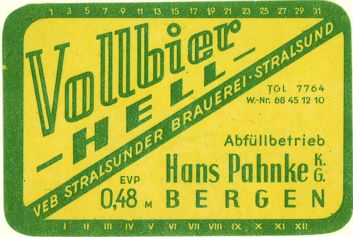 1 3 5 7 9 11 13 15 17 19 21 23 25 27 29 31
Vollbier
— HELL —
VEB STRALSUNDER BRAUEREI · STRALSUND
TGL 7764
W.-Nr. 68 45 12 10
Abfüllbetrieb
Hans Pahnke K.G.
EVP
0,48 M
BERGEN
I II III IV V VI VII VIII IX X XI XII